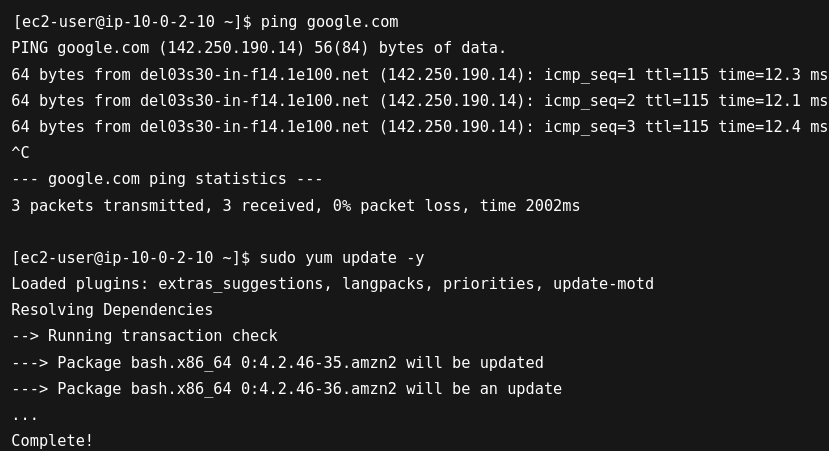 [ec2-user@ip-10-0-2-10 ~]$ ping google.com
PING google.com (142.250.190.14) 56(84) bytes of data.
64 bytes from del03s30-in-f14.1e100.net (142.250.190.14): icmp_seq=1 ttl=115 time=12.3 ms
64 bytes from del03s30-in-f14.1e100.net (142.250.190.14): icmp_seq=2 ttl=115 time=12.1 ms
64 bytes from del03s30-in-f14.1e100.net (142.250.190.14): icmp_seq=3 ttl=115 time=12.4 ms
^C
--- google.com ping statistics ---
3 packets transmitted, 3 received, 0% packet loss, time 2002ms

[ec2-user@ip-10-0-2-10 ~]$ sudo yum update -y
Loaded plugins: extras_suggestions, langpacks, priorities, update-motd
Resolving Dependencies
--> Running transaction check
---> Package bash.x86_64 0:4.2.46-35.amzn2 will be updated
---> Package bash.x86_64 0:4.2.46-36.amzn2 will be an update
...
Complete!